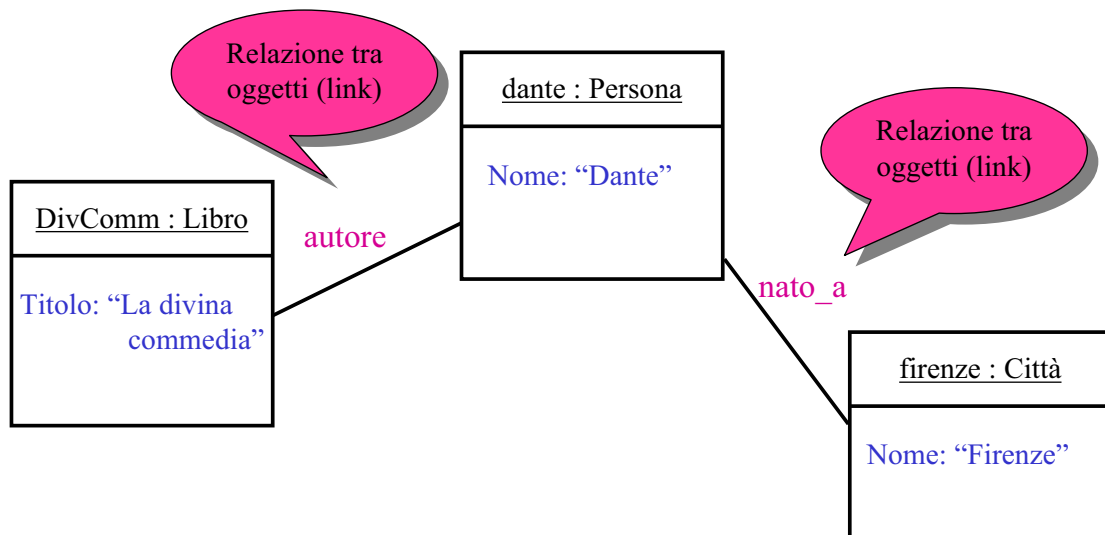 Relazione tra
oggetti (link)
dante : Persona
Nome: “Dante”
Relazione tra
oggetti (link)
DivComm : Libro
Titolo: “La divina
commedia”
autore
nato_a
firenze : Città
Nome: “Firenze”